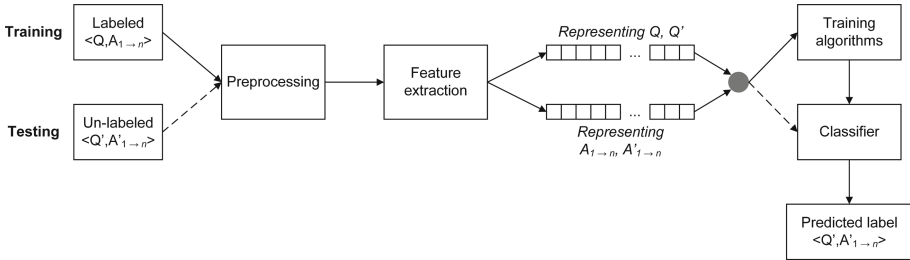 Training
Labeled
<Q,A1→n>
Testing
Un-labeled
<Q',A'1→n>
Preprocessing
Feature
extraction
Representing Q, Q'
...
...
Representing
A1→n, A'1→n
Training
algorithms
Classifier
Predicted label
<Q',A'1→n>